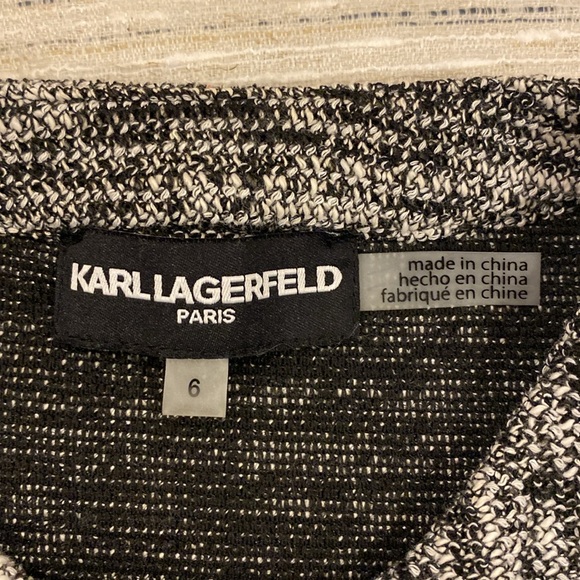 KARL LAGERFELD
PARIS
made in china
hecho en china
fabriqué en chine
6